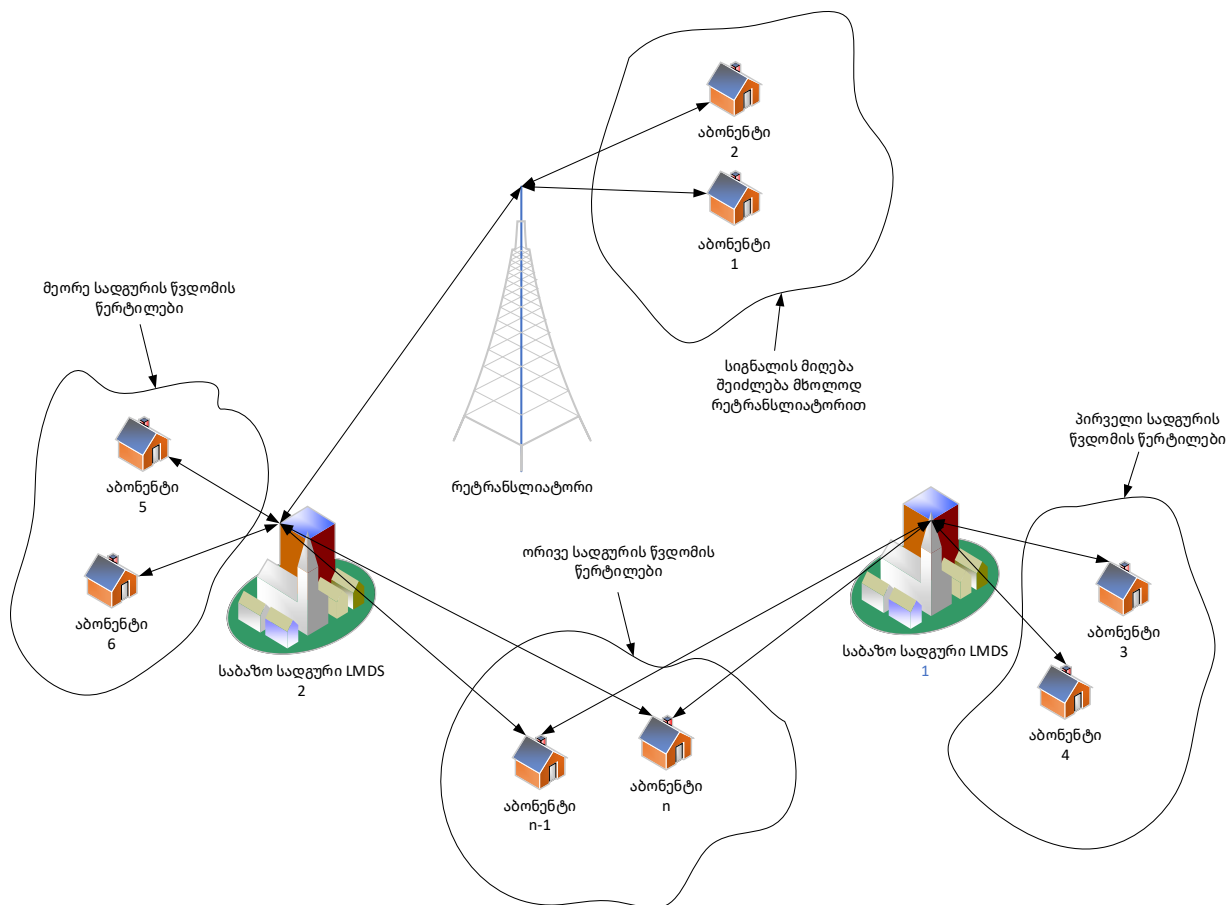 აბონენტი
2
აბონენტი
1
მეორე სადგურის წვდომის
წერტილები
სიგნალის მიღება
შეიძლება მხოლოდ
რეტრანსლიატორით
პირველი სადგურის
წვდომის წერტილები
აბონენტი
5
რეტრანსლიატორი
ორივე სადგურის წვდომის
წერტილები
აბონენტი
6
საბაზო სადგური LMDS
2
საბაზო სადგური LMDS
1
აბონენტი
3
აბონენტი
4
აბონენტი
n-1
აბონენტი
n